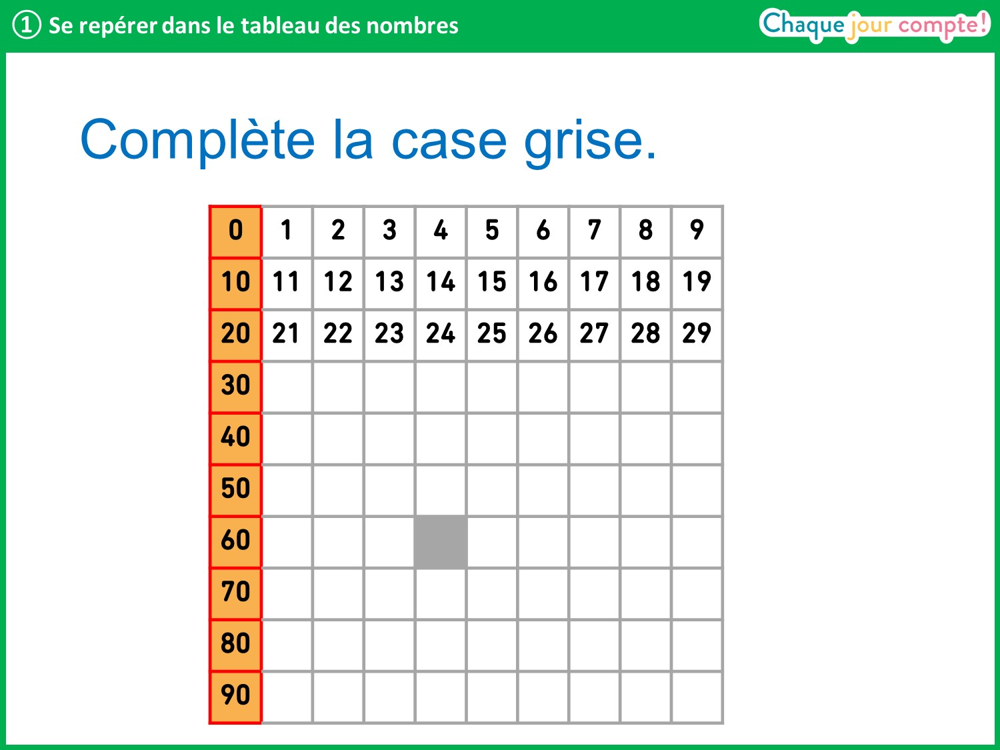 ① Se repérer dans le tableau des nombres
Chaque jour compte!
Complète la case grise.
0 1 2 3 4 5 6 7 8 9
10 11 12 13 14 15 16 17 18 19
20 21 22 23 24 25 26 27 28 29
30
40
50
60
70
80
90